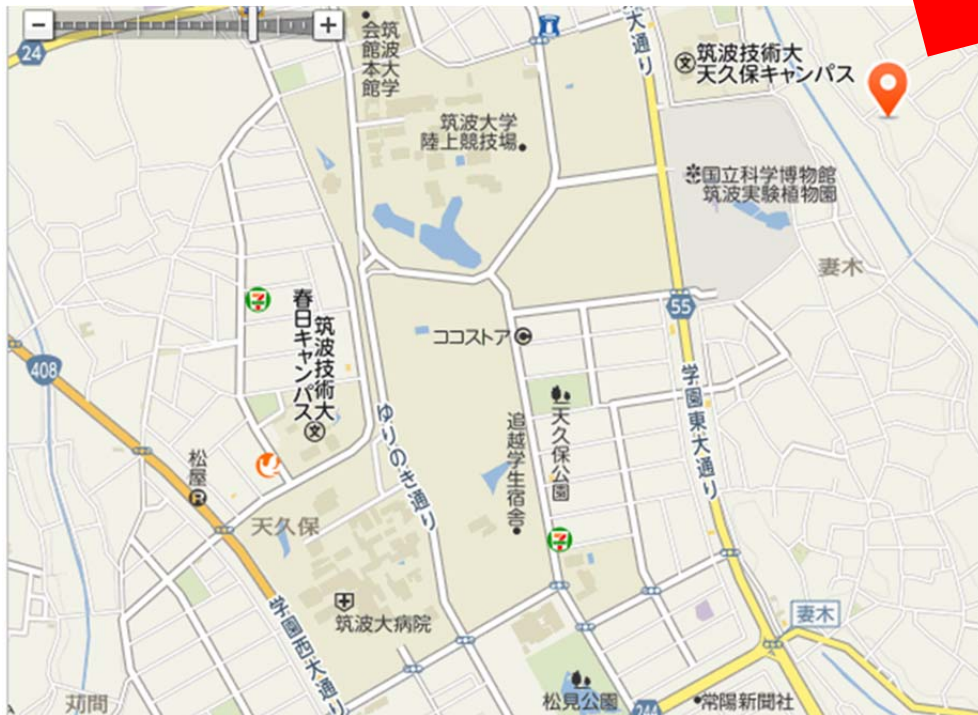 24
筑波大学
会館本館
大通り
筑波技術大
天久保キャンパス
筑波大学
陸上競技場
国立科学博物館
筑波実験植物園
妻木
55
ココストア
筑波技術大
春日キャンパス
408
学園東大通り
ゆりのき通り
追越学生宿舎
天久保公園
松屋
R
天久保
筑波大病院
学園西大通り
妻木
苅間
松見公園
244
常陽新聞社